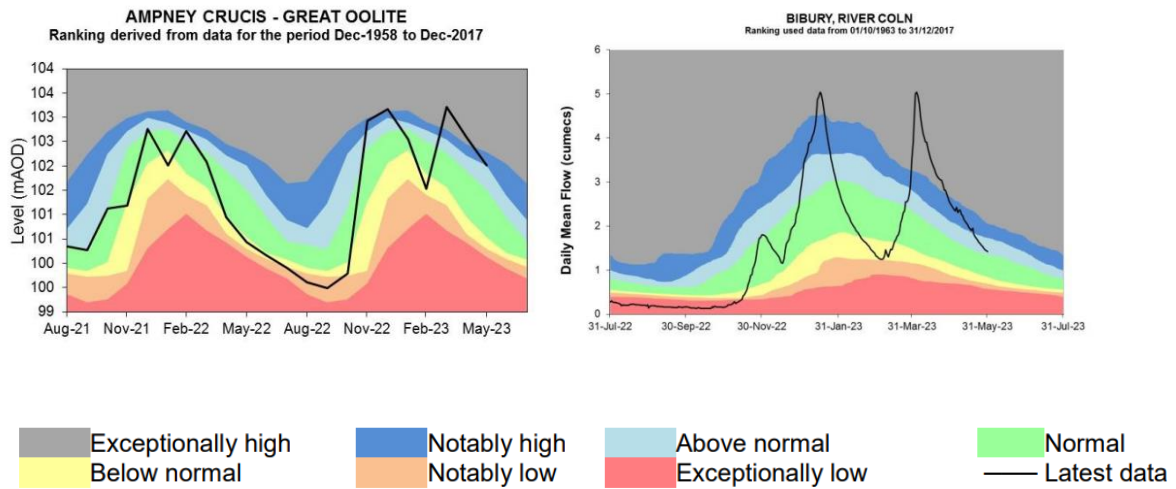 AMPNEY CRUCIS - GREAT OOLITE
Ranking derived from data for the period Dec-1958 to Dec-2017
Level (mAOD)
104
104
103
103
102
102
101
101
100
100
99
Aug-21 Nov-21 Feb-22 May-22 Aug-22 Nov-22 Feb-23 May-23
BIBURY, RIVER COLN
Ranking used data from 01/10/1963 to 31/12/2017
Daily Mean Flow (cumecs)
6
5
4
3
2
1
0
31-Jul-22 30-Sep-22 30-Nov-22 31-Jan-23 31-Mar-23 31-May-23 31-Jul-23
Exceptionally high Notably high Above normal Normal
Below normal Notably low Exceptionally low Latest data